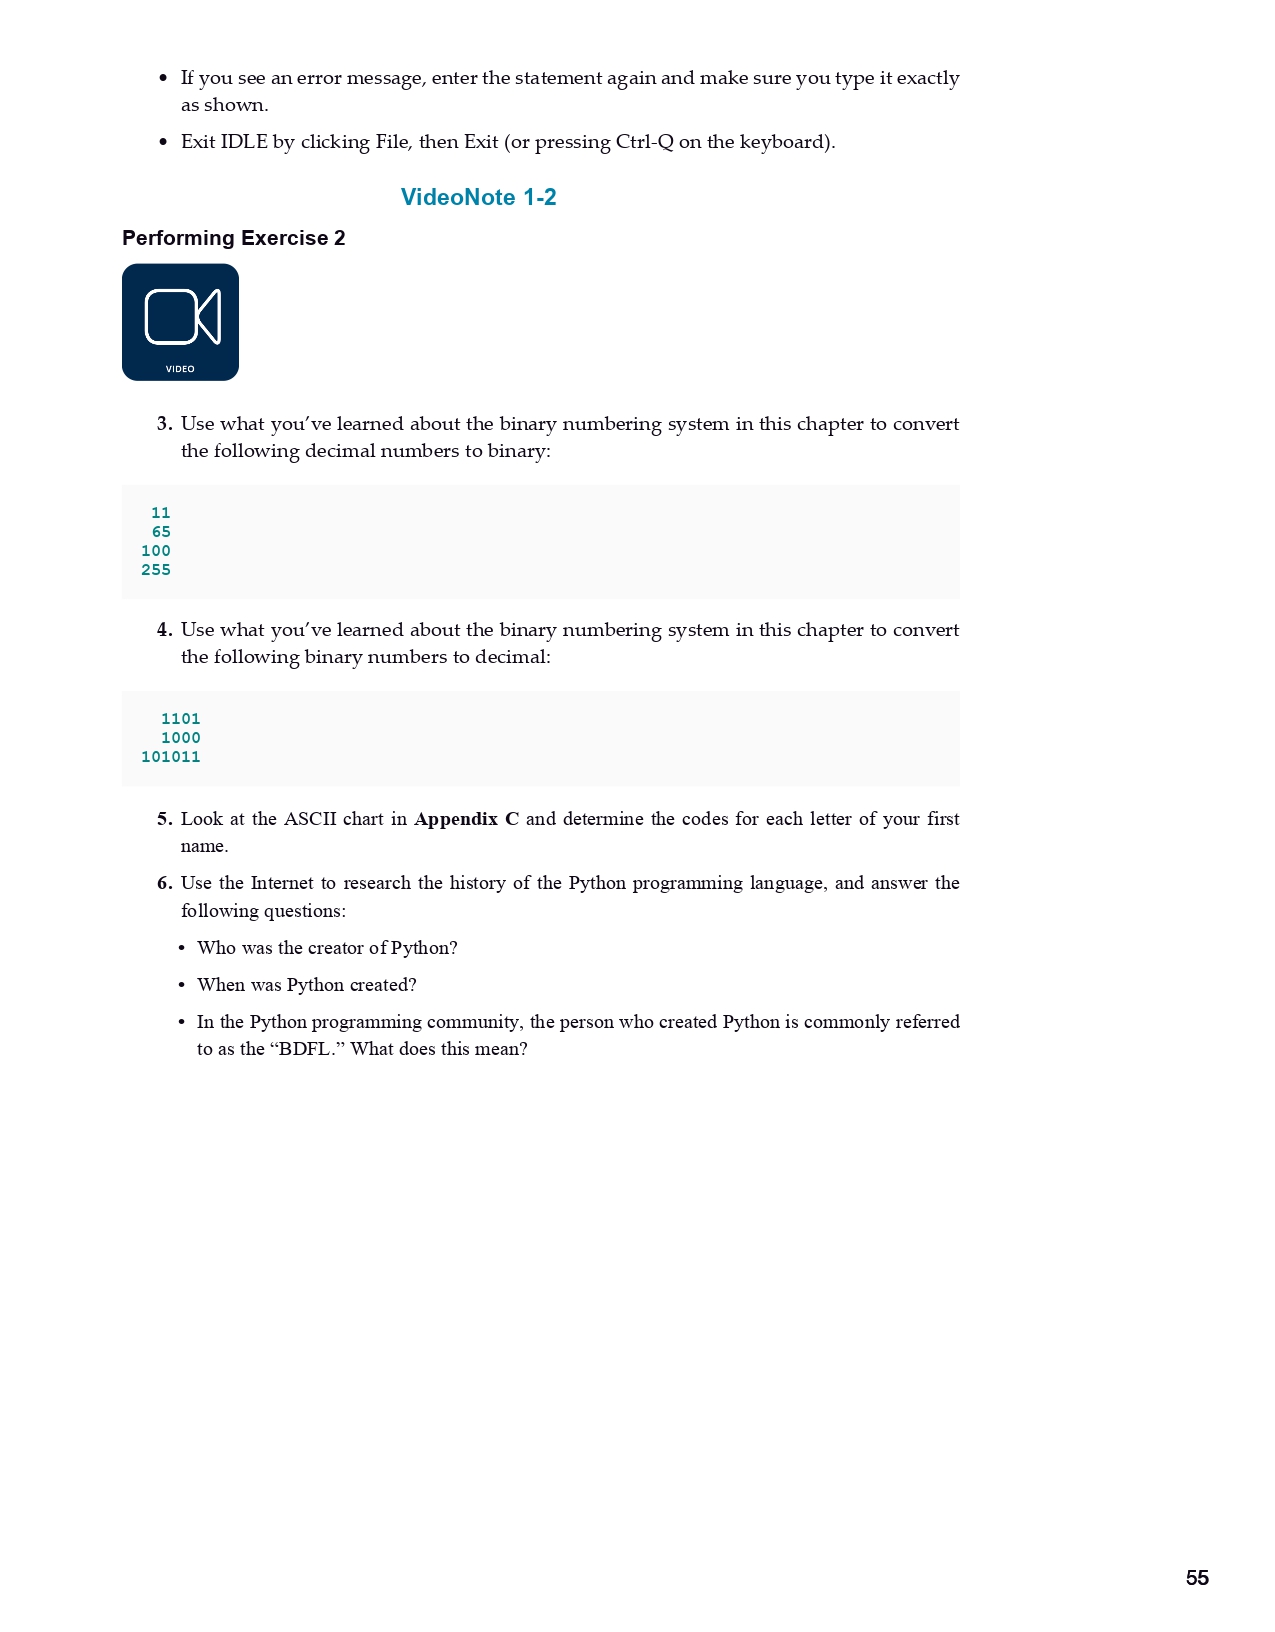 • If you see an error message, enter the statement again and make sure you type it exactly
as shown.
• Exit IDLE by clicking File, then Exit (or pressing Ctrl-Q on the keyboard).
VideoNote 1-2
Performing Exercise 2
VIDEO
3. Use what you’ve learned about the binary numbering system in this chapter to convert
the following decimal numbers to binary:
11
65
100
255
4. Use what you’ve learned about the binary numbering system in this chapter to convert
the following binary numbers to decimal:
1101
1000
101011
5. Look at the ASCII chart in Appendix C and determine the codes for each letter of your first
name.
6. Use the Internet to research the history of the Python programming language, and answer the
following questions:
• Who was the creator of Python?
• When was Python created?
• In the Python programming community, the person who created Python is commonly referred
to as the “BDFL.” What does this mean?
55